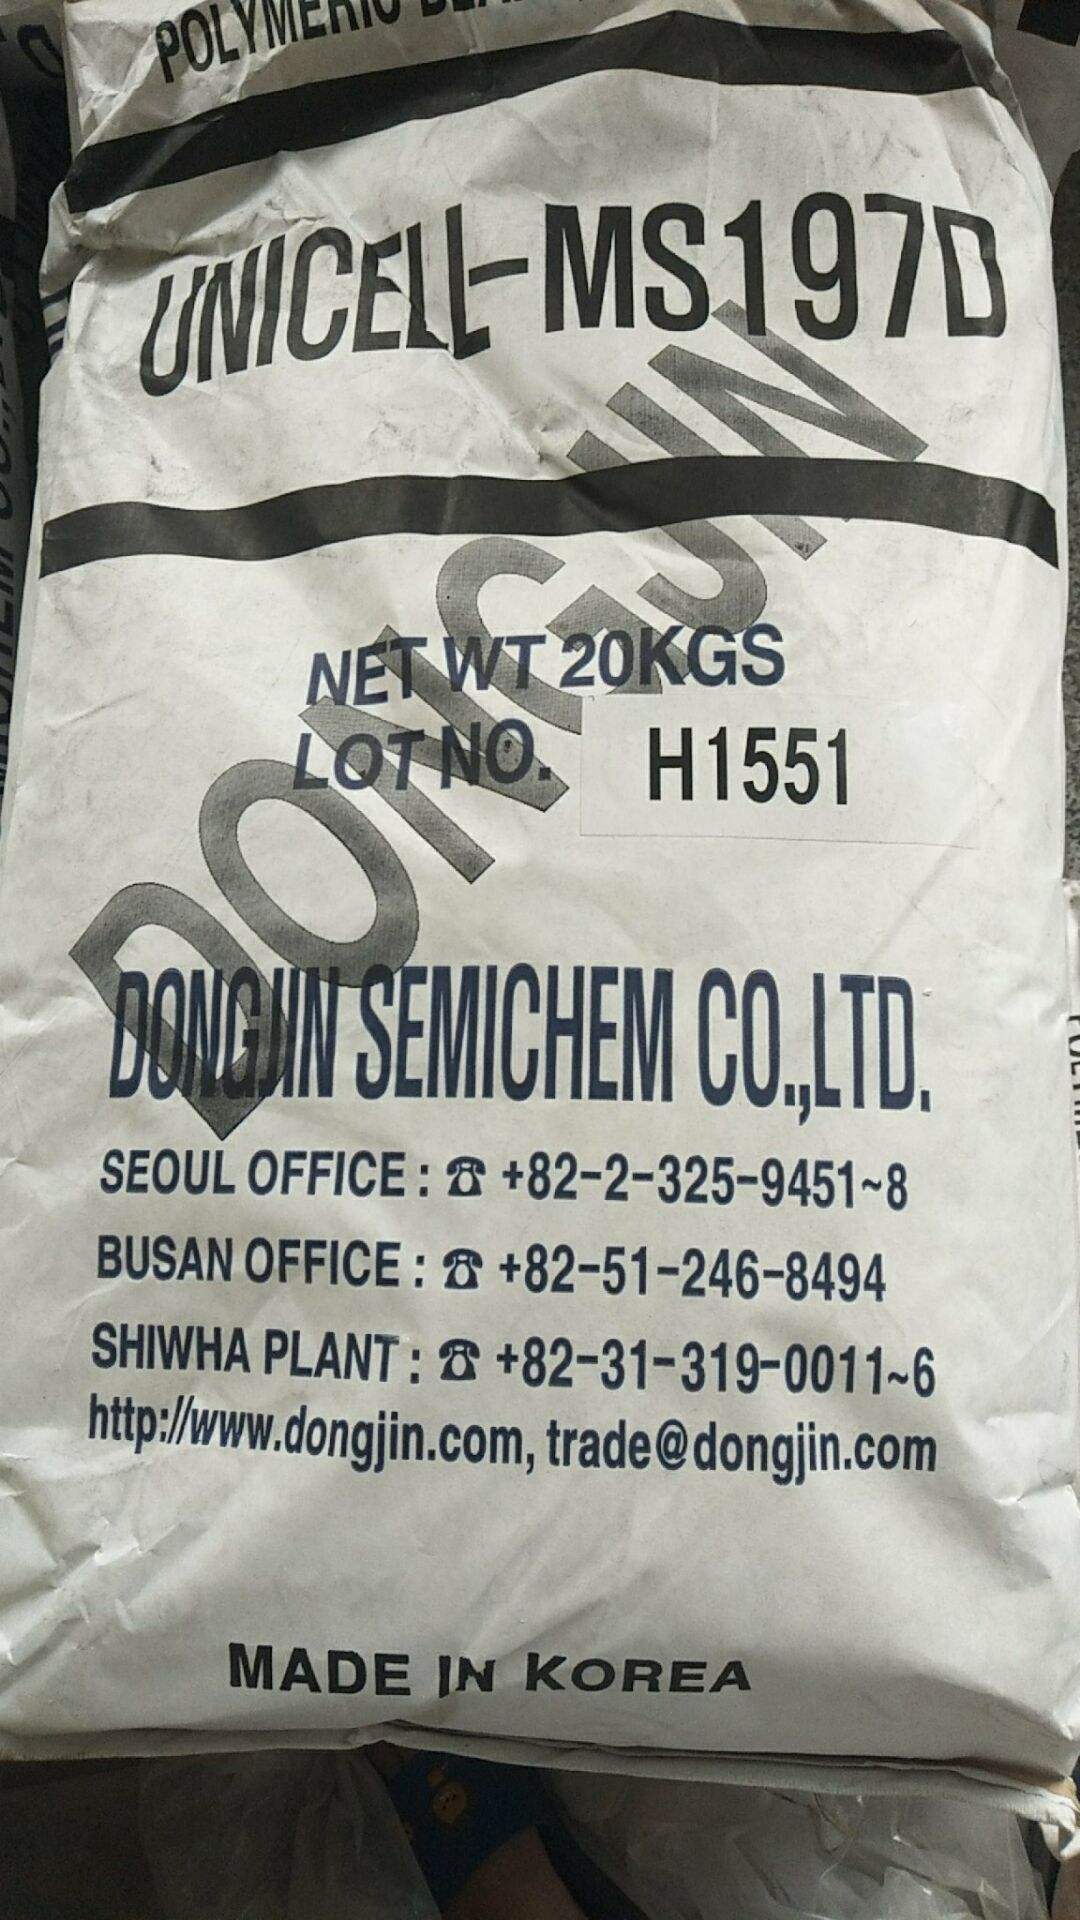 POLYMERIC
UNICELL-MS197D
DONGJIN
NET WT 20KGS
LOT NO. H1551
DONGJIN SEMICHEM CO.,LTD.
SEOUL OFFICE : ☎ +82-2-325-9451~8
BUSAN OFFICE : ☎ +82-51-246-8494
SHIWHA PLANT : ☎ +82-31-319-0011~6
http://www.dongjin.com, trade@dongjin.com
MADE IN KOREA